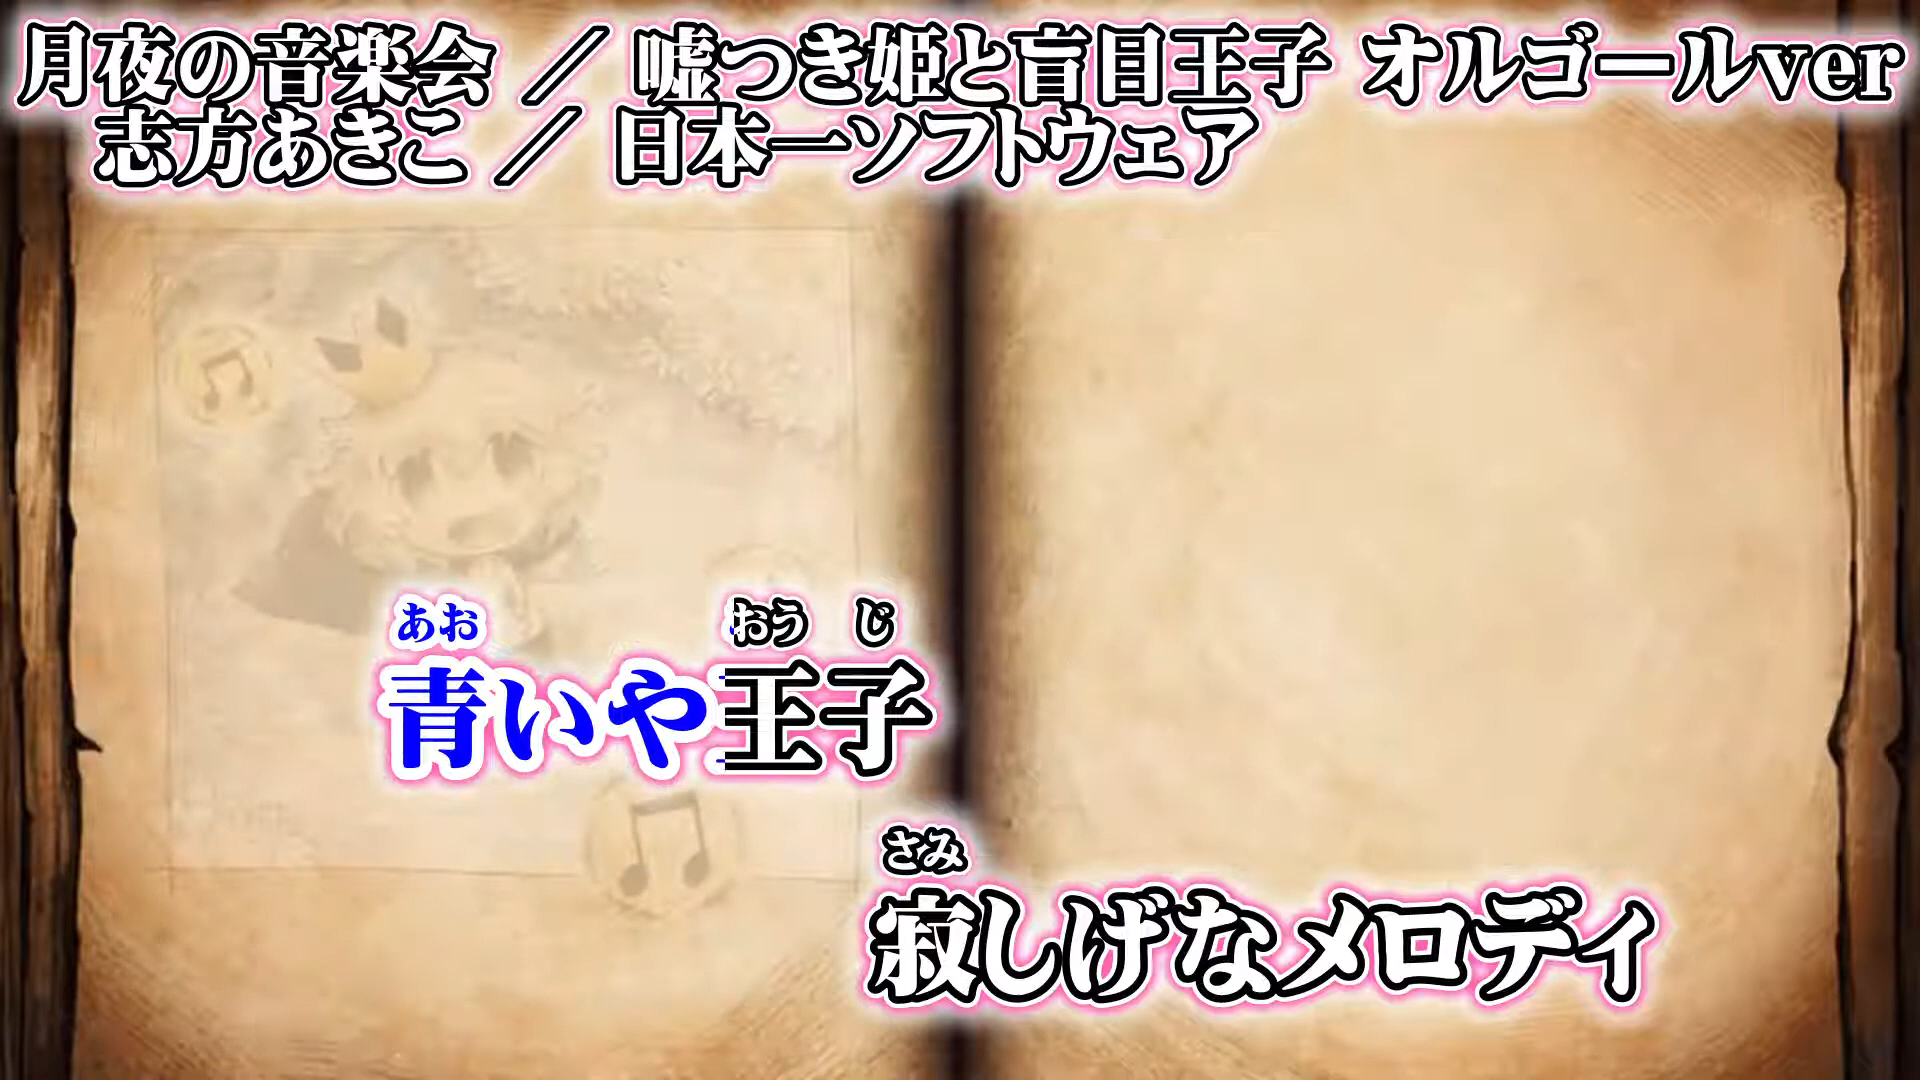 月夜の音楽会 ／ 嘘つき姫と盲目王子 オルゴールver
志方あきこ ／ 日本一ソフトウェア
あお おう じ
青いや王子
さみ
寂しげなメロディ